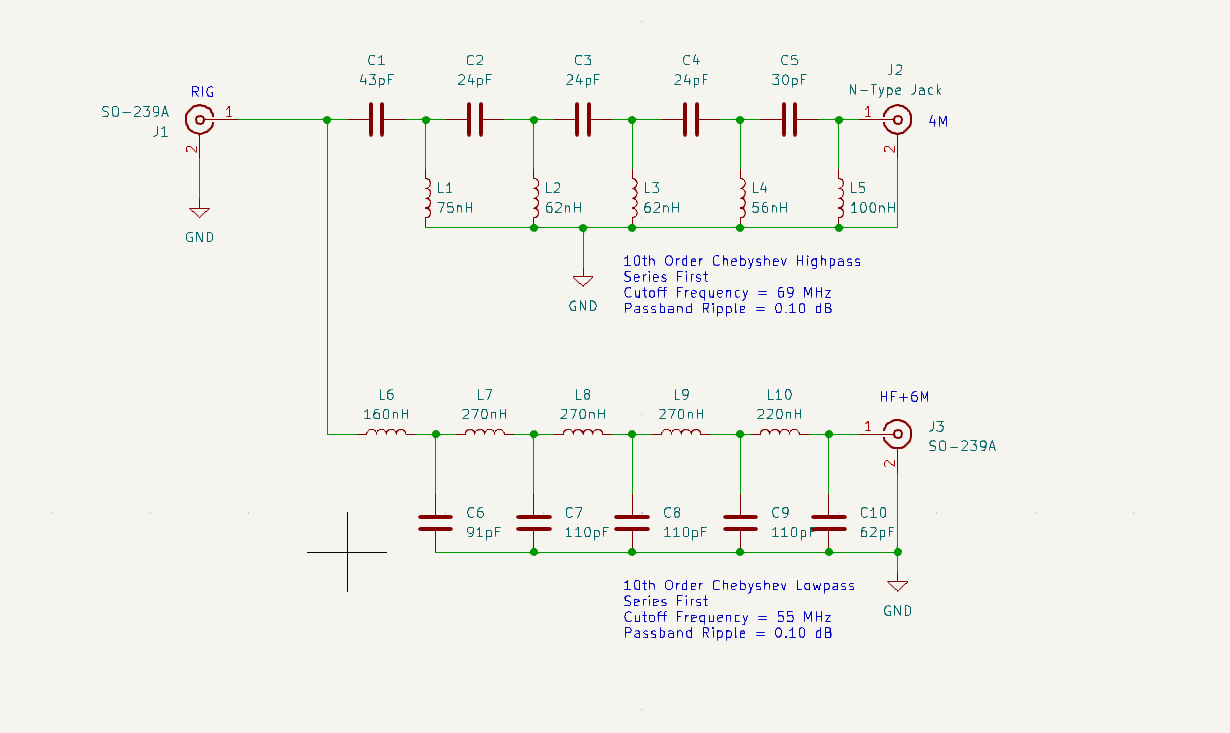 C1
43pF
C2
24pF
C3
24pF
C4
24pF
C5
30pF
J2
N-Type Jack
RIG
SO-239A
J1
1
2
1
4M
2
L1
75nH
L2
62nH
L3
62nH
L4
56nH
L5
100nH
GND
10th Order Chebyshev Highpass
Series First
Cutoff Frequency = 69 MHz
Passband Ripple = 0.10 dB
GND
L6
160nH
L7
270nH
L8
270nH
L9
270nH
L10
220nH
HF+6M
1
J3
SO-239A
2
C6
91pF
C7
110pF
C8
110pF
C9
110pF
C10
62pF
10th Order Chebyshev Lowpass
Series First
Cutoff Frequency = 55 MHz
Passband Ripple = 0.10 dB
GND